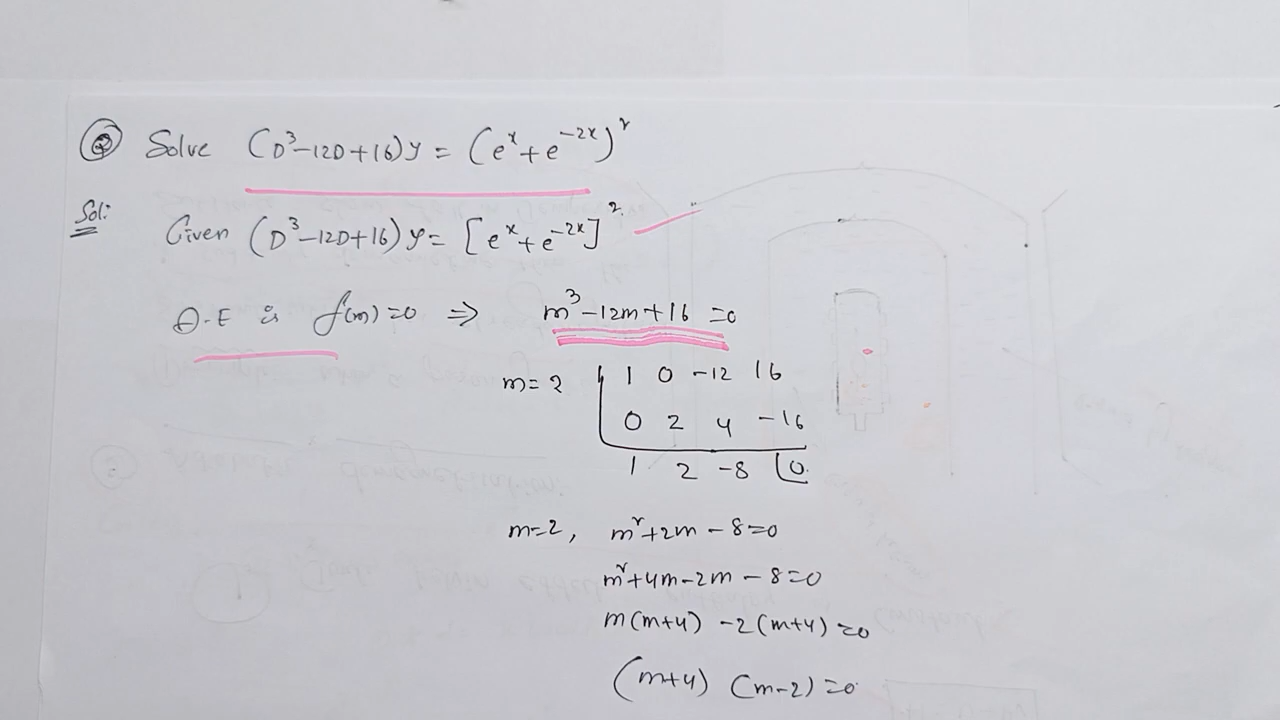 ② Solve (D³-12D+16)y = (eˣ+e⁻²ˣ)²
Sol:
Given (D³-12D+16)y = [eˣ+e⁻²ˣ]²
A.E is f(m)=0 ⇒ m³-12m+16=0
m=2 | 1 0 -12 16
0 2 4 -16
1 2 -8 |0
m=2, m²+2m-8=0
m²+4m-2m-8=0
m(m+4) -2(m+4)=0
(m+4) (m-2)=0